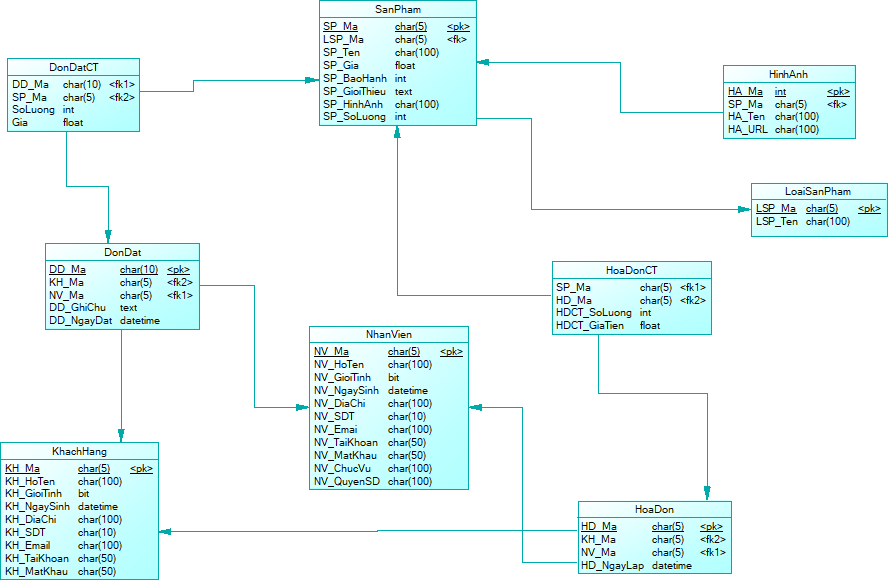 SanPham
SP_Ma char(5) <pk>
LSP_Ma char(5) <fk>
SP_Ten char(100)
SP_Gia float
SP_BaoHanh int
SP_GioiThieu text
SP_HinhAnh char(100)
SP_SoLuong int
DonDatCT
DD_Ma char(10) <fk1>
SP_Ma char(5) <fk2>
SoLuong int
Gia float
HinhAnh
HA_Ma int <pk>
SP_Ma char(5) <fk>
HA_Ten char(100)
HA_URL char(100)
LoaiSanPham
LSP_Ma char(5) <pk>
LSP_Ten char(100)
DonDat
DD_Ma char(10) <pk>
KH_Ma char(5) <fk2>
NV_Ma char(5) <fk1>
DD_GhiChu text
DD_NgayDat datetime
HoaDonCT
SP_Ma char(5) <fk1>
HD_Ma char(5) <fk2>
HDCT_SoLuong int
HDCT_GiaTien float
NhanVien
NV_Ma char(5) <pk>
NV_HoTen char(100)
NV_GioiTinh bit
NV_NgaySinh datetime
NV_DiaChi char(100)
NV_SDT char(10)
NV_Emai char(100)
NV_TaiKhoan char(50)
NV_MatKhau char(50)
NV_ChucVu char(100)
NV_QuyenSD char(100)
KhachHang
KH_Ma char(5) <pk>
KH_HoTen char(100)
KH_GioiTinh bit
KH_NgaySinh datetime
KH_DiaChi char(100)
KH_SDT char(10)
KH_Email char(100)
KH_TaiKhoan char(50)
KH_MatKhau char(50)
HoaDon
HD_Ma char(5) <pk>
KH_Ma char(5) <fk2>
NV_Ma char(5) <fk1>
HD_NgayLap datetime